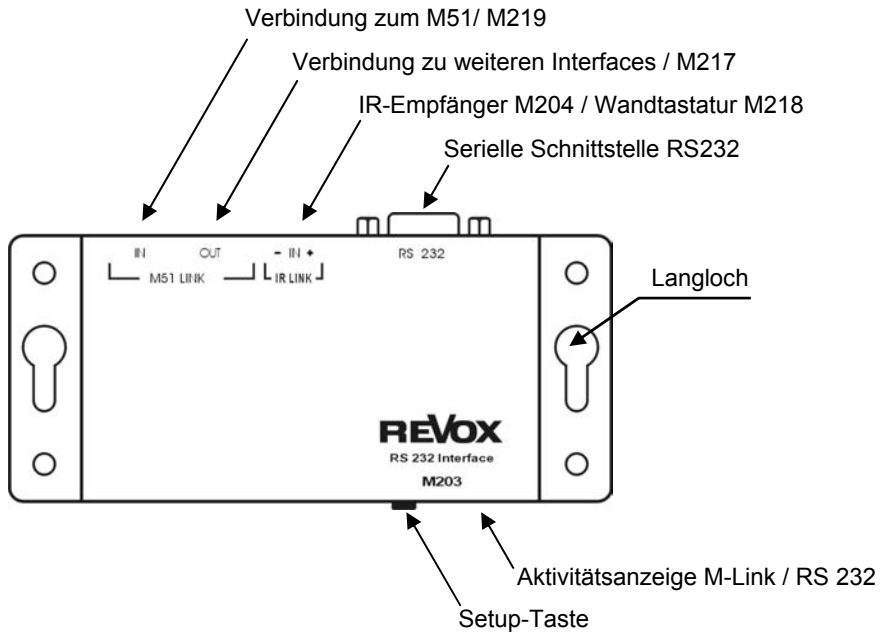 Verbindung zum M51/ M219
Verbindung zu weiteren Interfaces / M217
IR-Empfänger M204 / Wandtastatur M218
Serielle Schnittstelle RS232
IN OUT - IN + RS 232
M51 LINK IR LINK
Langloch
REVOX
RS 232 Interface
M203
Aktivitätsanzeige M-Link / RS 232
Setup-Taste